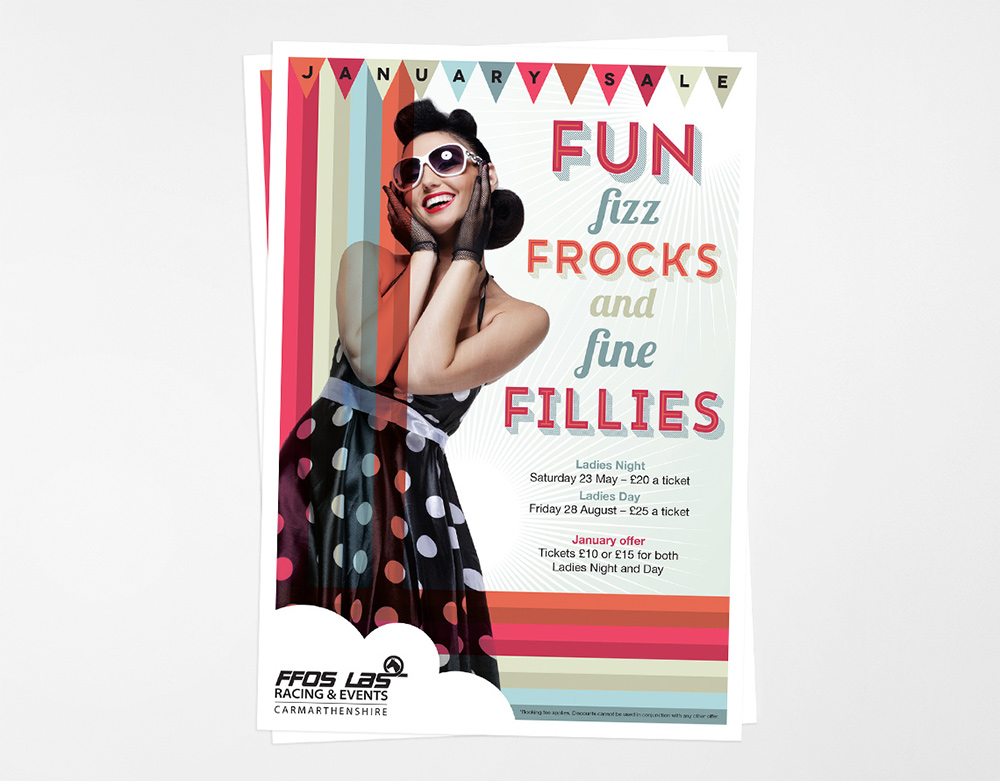 JANUARY SALE
FUN
fizz
FROCKS
and
fine
FILLIES
Ladies Night
Saturday 23 May – £20 a ticket
Ladies Day
Friday 28 August – £25 a ticket
January offer
Tickets £10 or £15 for both
Ladies Night and Day
FFOS LAS
RACING & EVENTS
CARMARTHENSHIRE
*Booking fee applies. Discounts cannot be used in conjunction with any other offer.